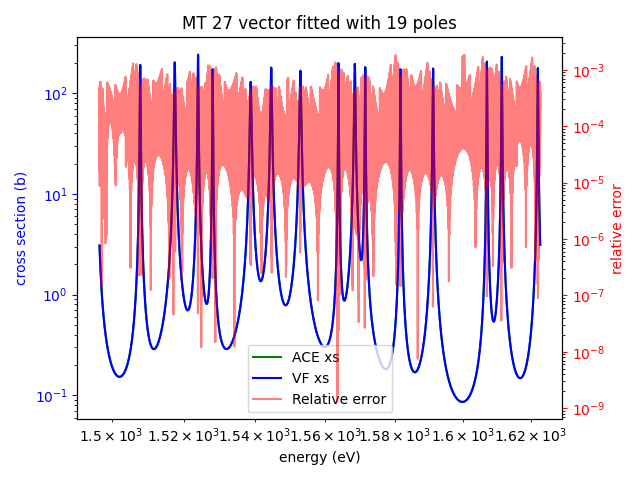 MT 27 vector fitted with 19 poles
cross section (b)
10²
10¹
10⁰
10⁻¹
10⁻³
10⁻⁴
10⁻⁵
10⁻⁶
10⁻⁷
10⁻⁸
10⁻⁹
relative error
ACE xs
VF xs
Relative error
1.5 × 10³ 1.52 × 10³ 1.54 × 10³ 1.56 × 10³ 1.58 × 10³ 1.6 × 10³ 1.62 × 10³
energy (eV)